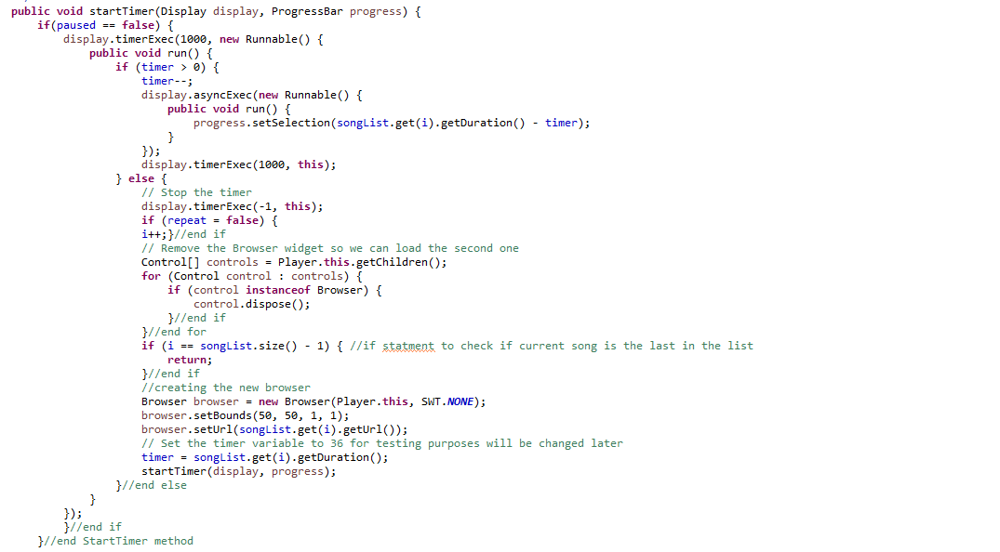 public void startTimer(Display display, ProgressBar progress) {
    if(paused == false) {
        display.timerExec(1000, new Runnable() {
            public void run() {
                if (timer > 0) {
                    timer--;
                    display.asyncExec(new Runnable() {
                        public void run() {
                            progress.setSelection(songList.get(i).getDuration() - timer);
                        }
                    });
                    display.timerExec(1000, this);
                } else {
                    // Stop the timer
                    display.timerExec(-1, this);
                    if (repeat = false) {
                    i++;}//end if
                    // Remove the Browser widget so we can load the second one
                    Control[] controls = Player.this.getChildren();
                    for (Control control : controls) {
                        if (control instanceof Browser) {
                            control.dispose();
                        }//end if
                    }//end for
                    if (i == songList.size() - 1) { //if statment to check if current song is the last in the list
                        return;
                    }//end if
                    //creating the new browser
                    Browser browser = new Browser(Player.this, SWT.NONE);
                    browser.setBounds(50, 50, 1, 1);
                    browser.setUrl(songList.get(i).getUrl());
                    // Set the timer variable to 36 for testing purposes will be changed later
                    timer = songList.get(i).getDuration();
                    startTimer(display, progress);
                }//end else
            }
        });
        }//end if
    }//end StartTimer method